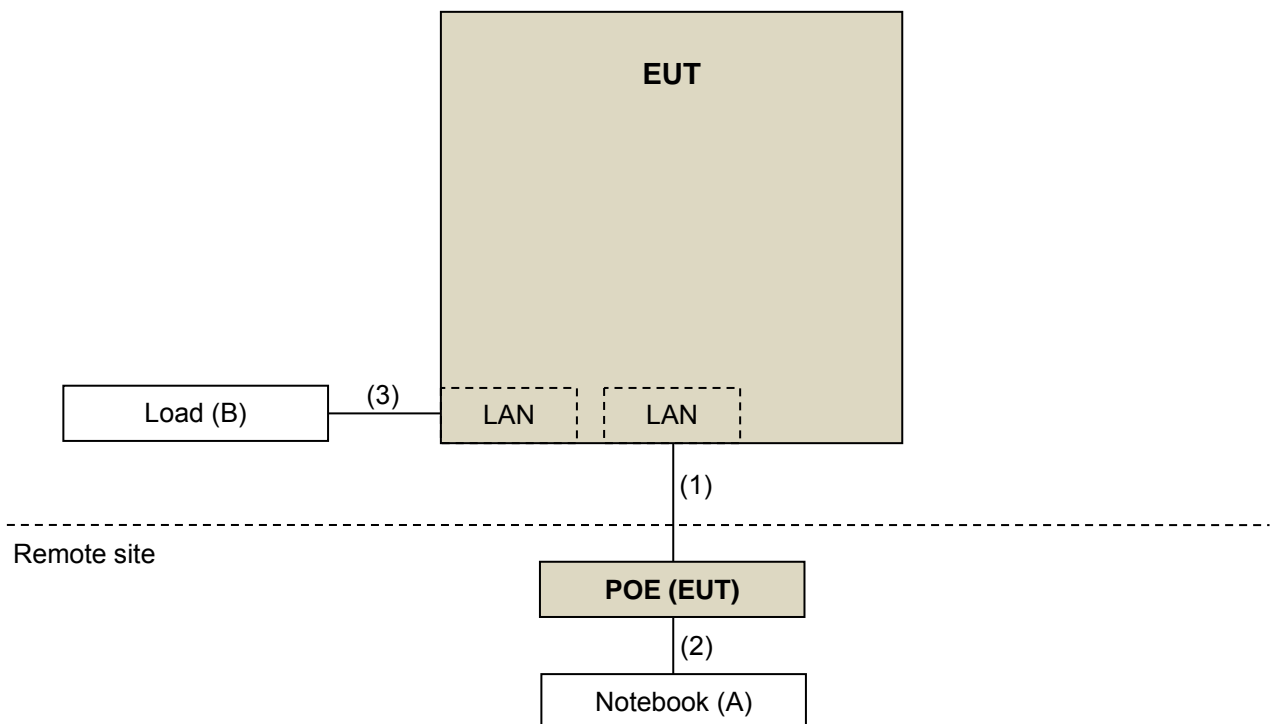 EUT
(3)
Load (B)
LAN
LAN
(1)
Remote site
POE (EUT)
(2)
Notebook (A)